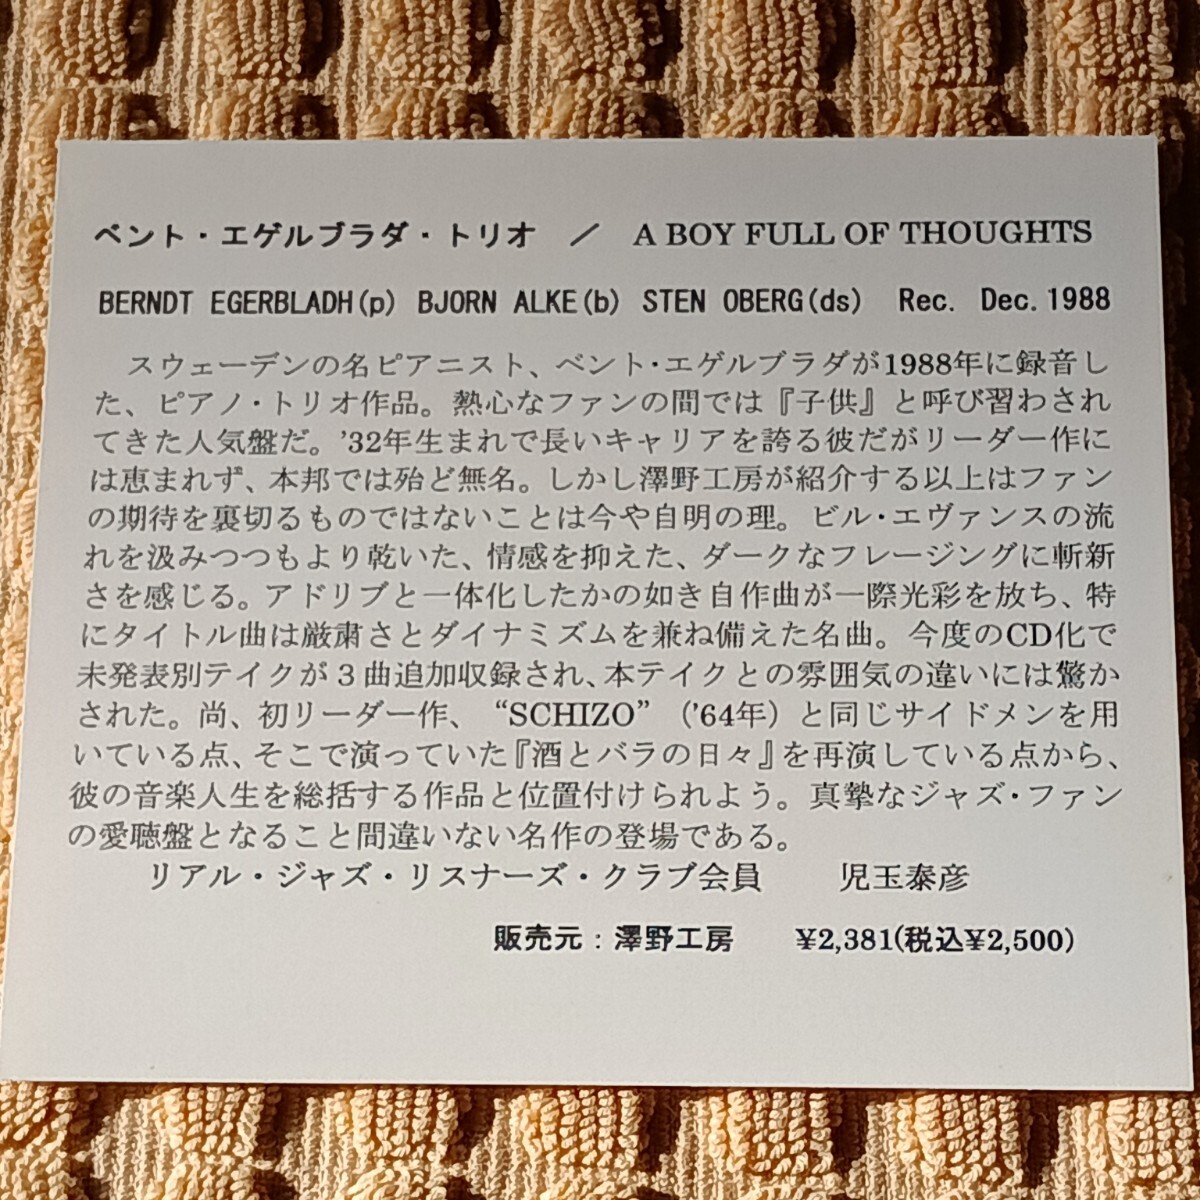 ベント・エゲルブラダ・トリオ ／ A BOY FULL OF THOUGHTS
BERNDT EGERBLADH(p) BJORN ALKE(b) STEN OBERG(ds) Rec. Dec. 1988
スウェーデンの名ピアニスト、ベント・エゲルブラダが1988年に録音し
た、ピアノ・トリオ作品。熱心なファンの間では『子供』と呼び習わされ
てきた人気盤だ。'32年生まれで長いキャリアを誇る彼だがリーダー作に
は恵まれず、本邦では殆ど無名。しかし澤野工房が紹介する以上はファン
の期待を裏切るものではないことは今や自明の理。ビル・エヴァンスの流
れを汲みつつもより乾いた、情感を抑えた、ダークなフレージングに斬新
さを感じる。アドリブと一体化したかの如き自作曲が一際光彩を放ち、特
にタイトル曲は厳粛さとダイナミズムを兼ね備えた名曲。今度のCD化で
未発表別テイクが３曲追加収録され、本テイクとの雰囲気の違いには驚か
された。尚、初リーダー作、“SCHIZO”（'64年）と同じサイドメンを用
いている点、そこで演っていた『酒とバラの日々』を再演している点から、
彼の音楽人生を総括する作品と位置付けられよう。真摯なジャズ・ファン
の愛聴盤となること間違いない名作の登場である。
リアル・ジャズ・リスナーズ・クラブ会員 児玉泰彦
販売元：澤野工房 ¥2,381(税込¥2,500)